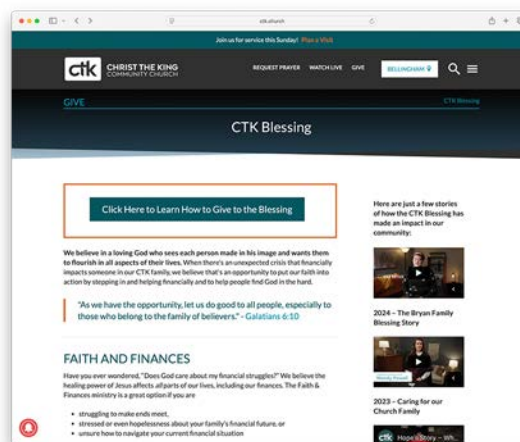 ctk.church
Join us for service this Sunday! Plan a Visit
ctk
CHRIST THE KING
COMMUNITY CHURCH
REQUEST PRAYER WATCH LIVE GIVE
BELLINGHAM
GIVE
CTK Blessing
CTK Blessing
Click Here to Learn How to Give to the Blessing
We believe in a loving God who sees each person made in his image and wants them
to flourish in all aspects of their lives. When there's an unexpected crisis that financially
impacts someone in our CTK family, we believe that's an opportunity to put our faith into
action by stepping in and helping financially and to help people find God in the hard.
"As we have the opportunity, let us do good to all people, especially to
those who belong to the family of believers." - Galatians 6:10
FAITH AND FINANCES
Have you ever wondered, "Does God care about my financial struggles?" We believe the
healing power of Jesus affects all parts of our lives, including our finances. The Faith &
Finances ministry is a great option if you are
• struggling to make ends meet,
• stressed or even hopelessness about your family's financial future, or
• unsure how to navigate your current financial situation
Here are just a few stories
of how the CTK Blessing has
made an impact in our
community:
2024 – The Bryan Family
Blessing Story
2023 – Caring for our
Church Family
ctk Hope's Story – Wh...